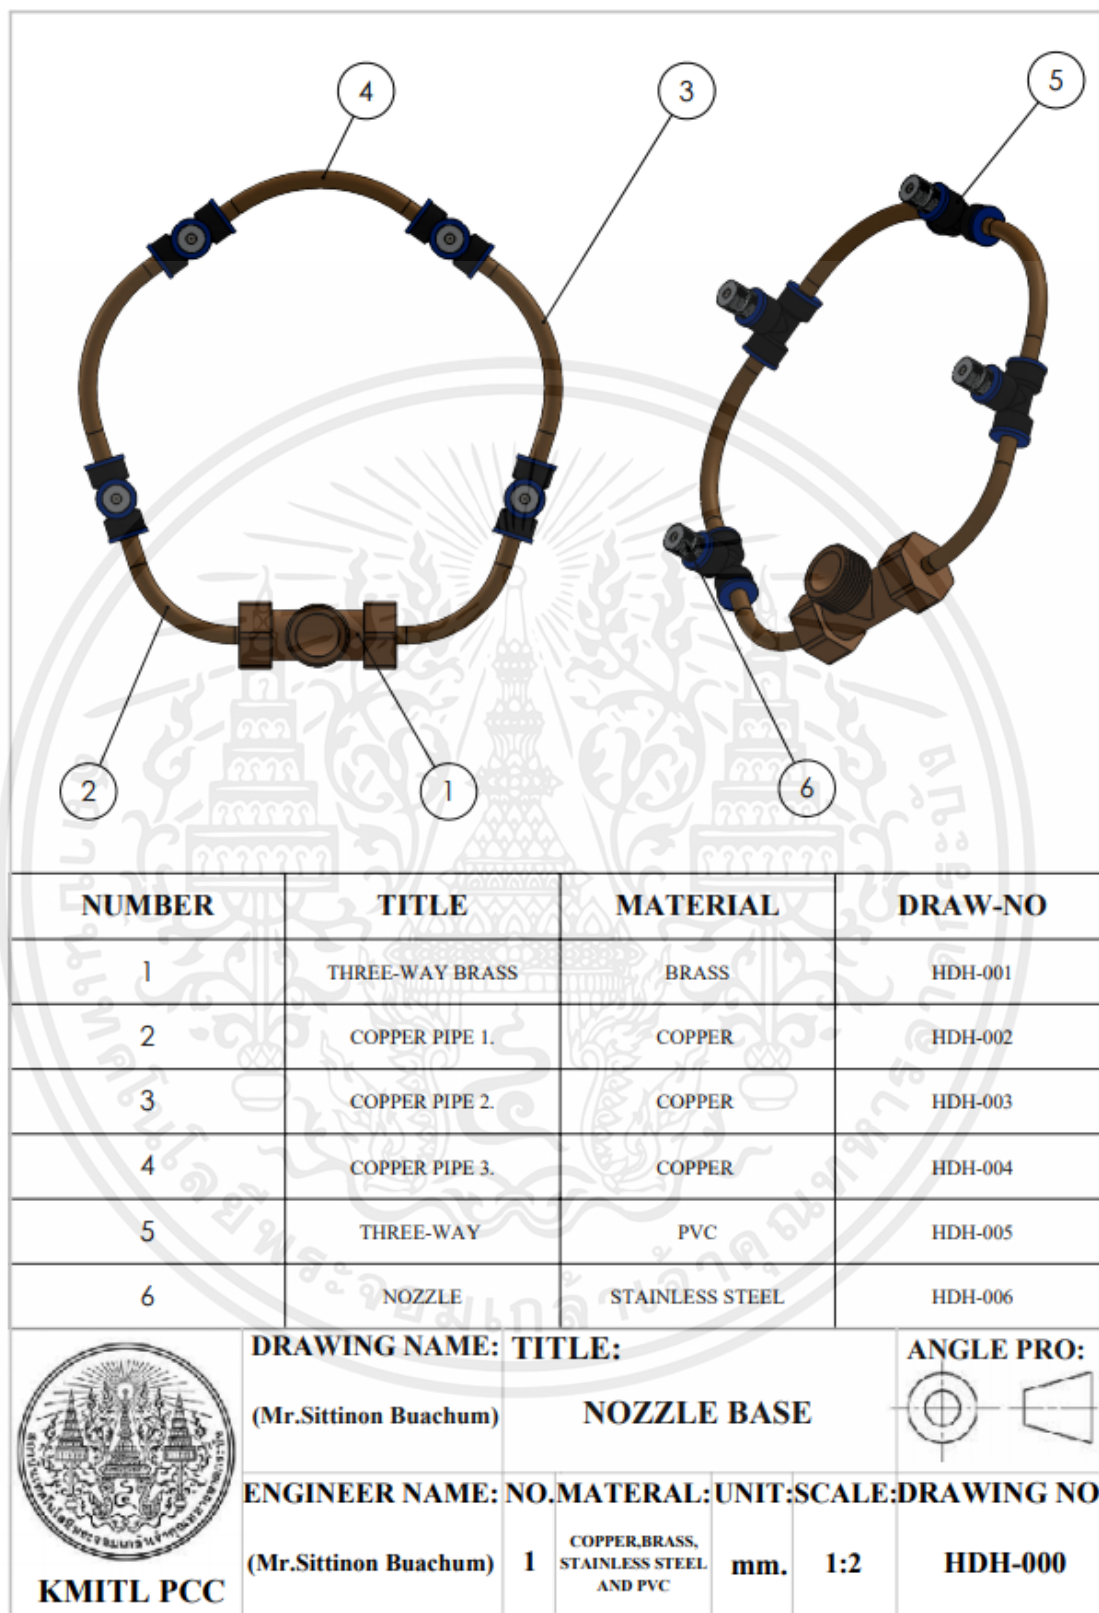 4
3
5
2
1
6
NUMBER TITLE MATERIAL DRAW-NO
1 THREE-WAY BRASS BRASS HDH-001
2 COPPER PIPE 1. COPPER HDH-002
3 COPPER PIPE 2. COPPER HDH-003
4 COPPER PIPE 3. COPPER HDH-004
5 THREE-WAY PVC HDH-005
6 NOZZLE STAINLESS STEEL HDH-006
DRAWING NAME: TITLE: ANGLE PRO:
(Mr.Sittinon Buachum) NOZZLE BASE
ENGINEER NAME: NO. MATERAL: UNIT: SCALE: DRAWING NO
(Mr.Sittinon Buachum) 1 COPPER,BRASS,
STAINLESS STEEL
AND PVC
mm. 1:2 HDH-000
KMITL PCC